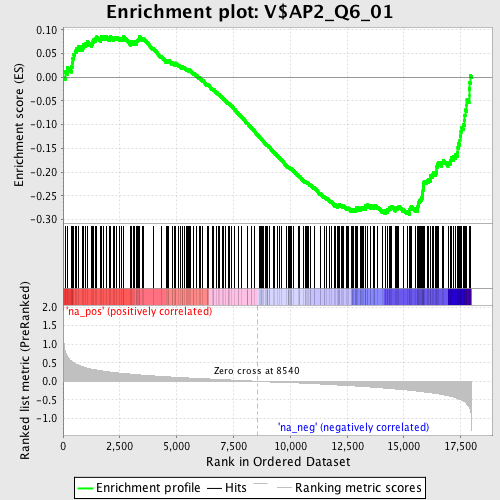 Enrichment plot: V$AP2_Q6_01
Enrichment score (ES)
0.10
0.05
0.00
-0.05
-0.10
-0.15
-0.20
-0.25
-0.30
'na_pos' (positively correlated)
Ranked list metric (PreRanked)
2.0
1.5
1.0
0.5
0.0
-0.5
-1.0
Zero cross at 8540
'na_neg' (negatively correlated)
0 2,500 5,000 7,500 10,000 12,500 15,000 17,500
Rank in Ordered Dataset
Enrichment profile Hits Ranking metric scores